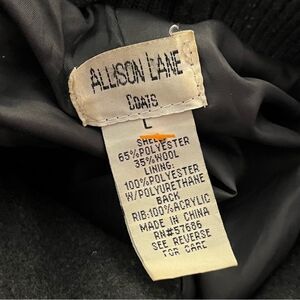 ALLISON LANE
COATS
L
SHELL
65%POLYESTER
35%WOOL
LINING:
100%POLYESTER
W/POLYURETHANE
BACK
RIB:100%ACRYLIC
MADE IN CHINA
RN#57686
SEE REVERSE
FOR CARE